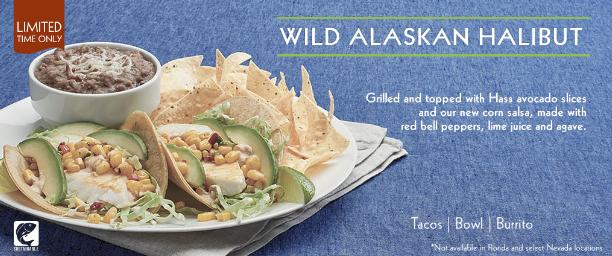 LIMITED
TIME ONLY
WILD ALASKAN HALIBUT
Grilled and topped with Hass avocado slices
and our new corn salsa, made with
red bell peppers, lime juice and agave.
Tacos | Bowl | Burrito
*Not available in Florida and select Nevada locations